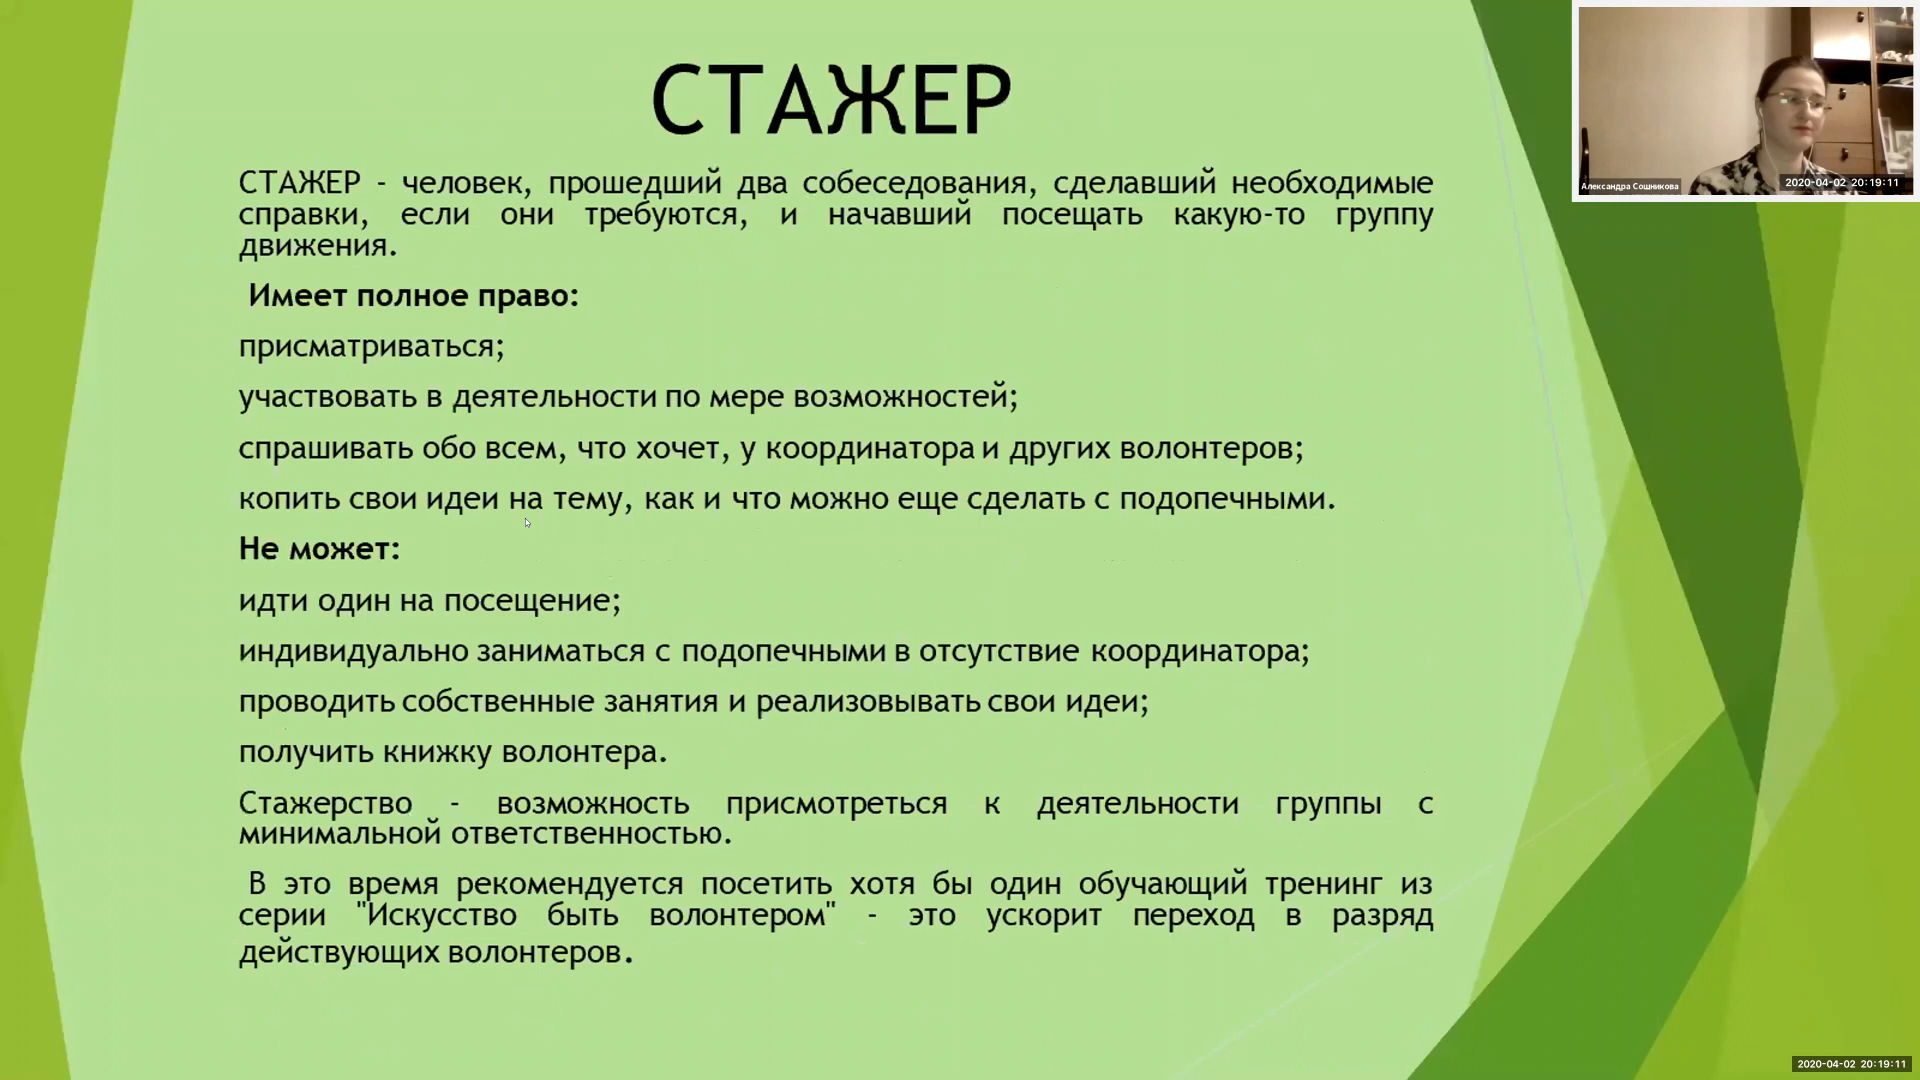 СТАЖЕР
СТАЖЕР - человек, прошедший два собеседования, сделавший необходимые
справки, если они требуются, и начавший посещать какую-то группу
движения.
Имеет полное право:
присматриваться;
участвовать в деятельности по мере возможностей;
спрашивать обо всем, что хочет, у координатора и других волонтеров;
копить свои идеи на тему, как и что можно еще сделать с подопечными.
Не может:
идти один на посещение;
индивидуально заниматься с подопечными в отсутствие координатора;
проводить собственные занятия и реализовывать свои идеи;
получить книжку волонтера.
Стажерство - возможность присмотреться к деятельности группы с
минимальной ответственностью.
В это время рекомендуется посетить хотя бы один обучающий тренинг из
серии "Искусство быть волонтером" - это ускорит переход в разряд
действующих волонтеров.
Александра Сошникова
2020-04-02 20:19:11
2020-04-02 20:19:11